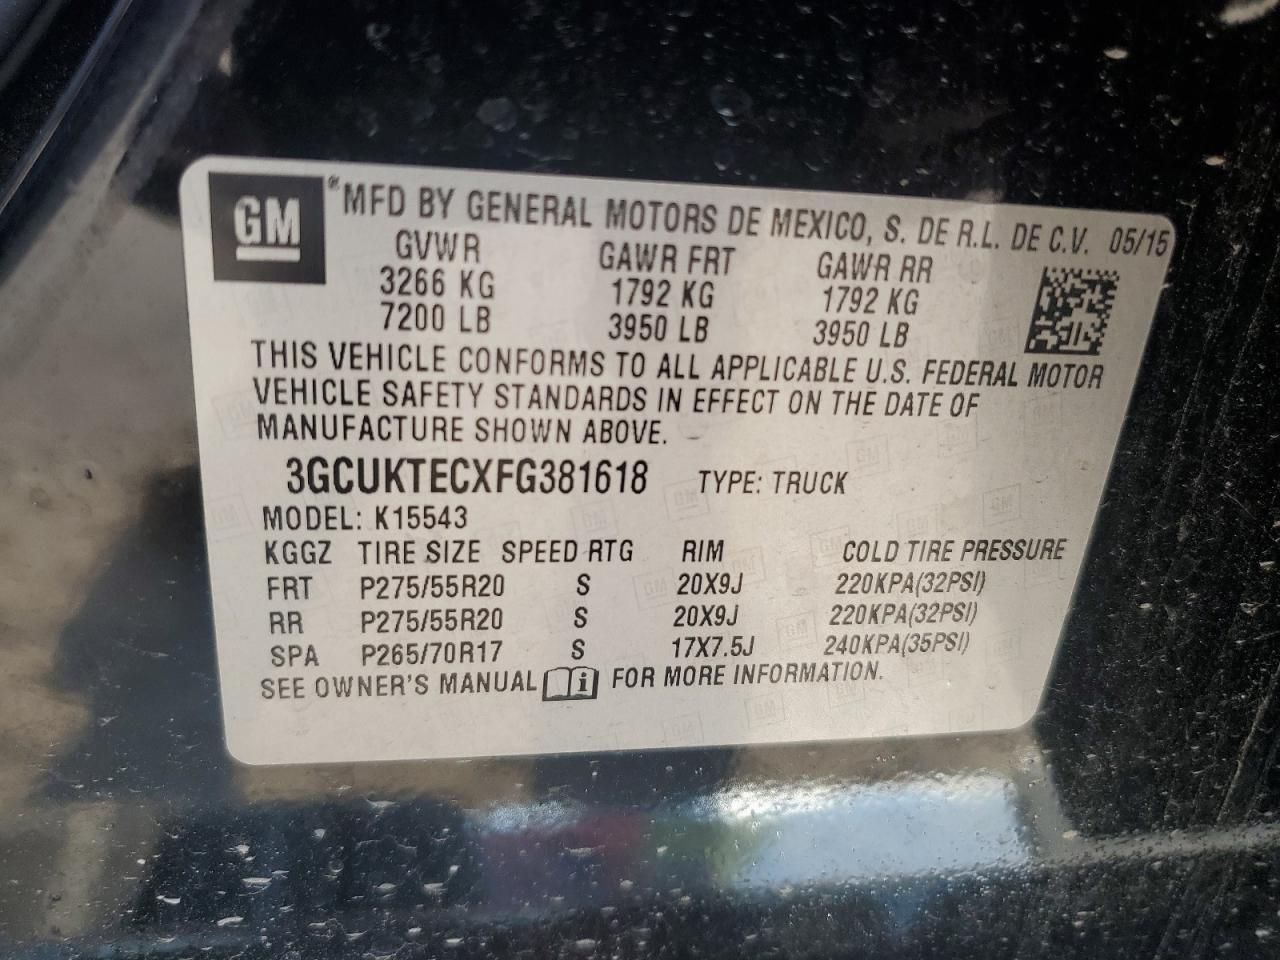 GM ® MFD BY GENERAL MOTORS DE MEXICO, S. DE R.L. DE C.V. 05/15
GVWR GAWR FRT GAWR RR
3266 KG 1792 KG 1792 KG
7200 LB 3950 LB 3950 LB
THIS VEHICLE CONFORMS TO ALL APPLICABLE U.S. FEDERAL MOTOR
VEHICLE SAFETY STANDARDS IN EFFECT ON THE DATE OF
MANUFACTURE SHOWN ABOVE.
3GCUKTECXFG381618 TYPE: TRUCK
MODEL: K15543
KGGZ TIRE SIZE SPEED RTG RIM COLD TIRE PRESSURE
FRT P275/55R20 S 20X9J 220KPA(32PSI)
RR P275/55R20 S 20X9J 220KPA(32PSI)
SPA P265/70R17 S 17X7.5J 240KPA(35PSI)
SEE OWNER'S MANUAL i FOR MORE INFORMATION.